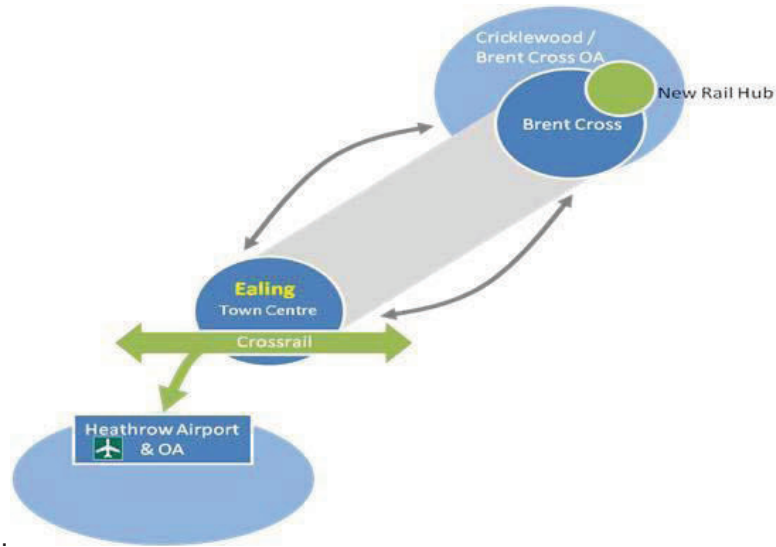 Cricklewood /
Brent Cross OA
New Rail Hub
Brent Cross
Ealing
Town Centre
Crossrail
Heathrow Airport
& OA
.